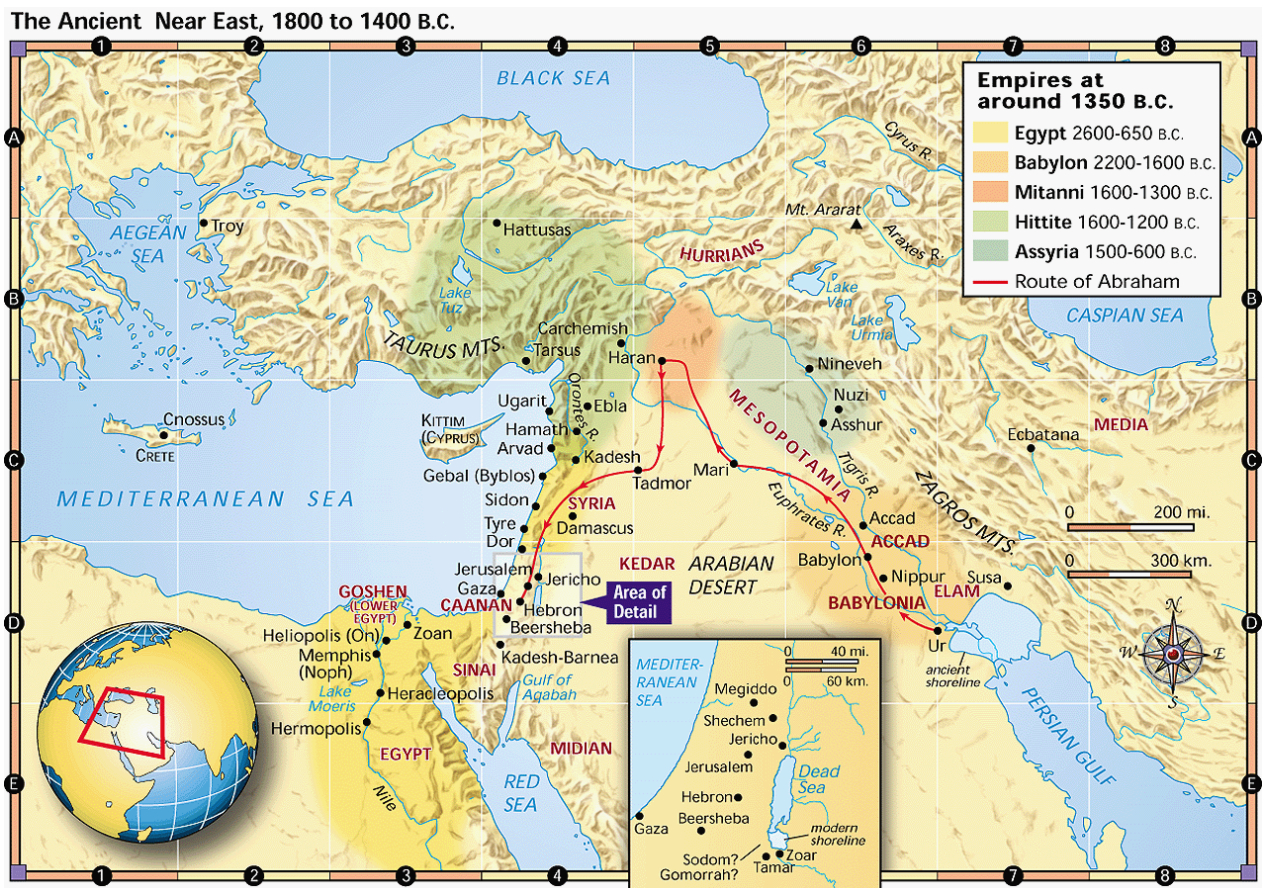 The Ancient Near East, 1800 to 1400 B.C.
1 2 3 4 5 6 7 8
BLACK SEA
Empires at
around 1350 B.C.
Egypt 2600-650 B.C.
Babylon 2200-1600 B.C.
Mitanni 1600-1300 B.C.
Hittite 1600-1200 B.C.
Assyria 1500-600 B.C.
Route of Abraham
A
A
Cyrus R.
Mt. Ararat
Araxes R.
Troy
AEGEAN
SEA
Hattusas
HURRIANS
Lake
Tuz
Lake
Van
Lake
Urmia
B
B
CASPIAN SEA
TAURUS MTS.
Carchemish
Tarsus
Haran
Nineveh
Nuzi
Asshur
MESOPOTAMIA
Ugarit
Orontes R.
Ebla
KITTIM
(CYPRUS)
Hamath
Arvad
Kadesh
Cnossus
CRETE
MEDIA
Ecbatana
C
C
Gebal (Byblos)
Tadmor
Mari
Tigris R.
ZAGROS MTS.
MEDITERRANEAN SEA
Sidon
SYRIA
Euphrates R.
Tyre
Damascus
Accad
ACCAD
Dor
0 200 mi.
0 300 km.
KEDAR
ARABIAN
DESERT
Babylon
Nippur
Susa
ELAM
BABYLONIA
Jerusalem
Jericho
Gaza
CAANAN
Hebron
Beersheba
Area of
Detail
GOSHEN
(LOWER
EGYPT)
D
D
Heliopolis (On)
Zoan
Memphis
(Noph)
SINAI
Kadesh-Barnea
Ur
ancient
shoreline
N
W E
S
Lake
Moeris
Heracleopolis
Gulf of
Aqabah
Hermopolis
EGYPT
MIDIAN
PERSIAN GULF
RED
SEA
Nile
E
E
MEDITER-
RANEAN
SEA
0 40 mi.
0 60 km.
Megiddo
Shechem
Jericho
Jerusalem
Dead
Sea
Hebron
Beersheba
Gaza
modern
shoreline
Sodom?
Gomorrah?
Zoar
Tamar
1 2 3 4 5 6 7 8